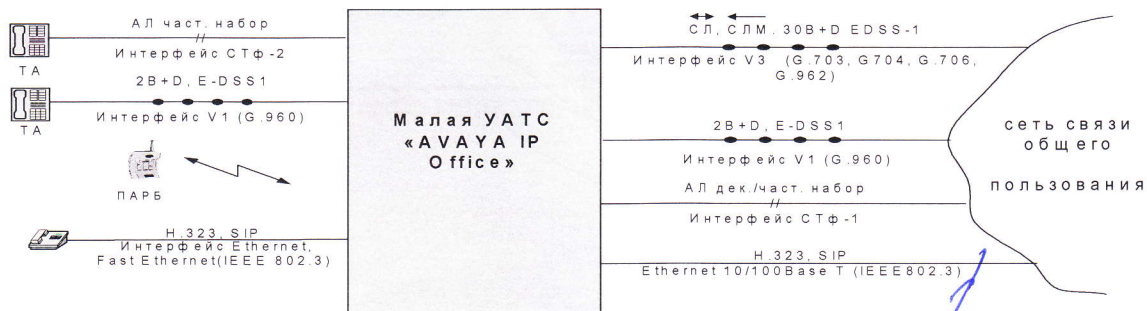 АЛ част. набор
Интерфейс СТф-2
ТА
2B+D, E-DSS1
Интерфейс V1 (G.960)
ТА
ПАРБ
H.323, SIP
Интерфейс Ethernet,
Fast Ethernet(IEEE 802.3)
Малая УАТС
«AVAYA IP
Office»
СЛ, СЛМ. 30B+D EDSS-1
Интерфейс V3 (G.703, G704, G.706,
G.962)
2B+D, E-DSS1
Интерфейс V1 (G.960)
АЛ дек./част. набор
Интерфейс СТф-1
H.323, SIP
Ethernet 10/100Base T (IEEE802.3)
сеть связи
общего
пользования